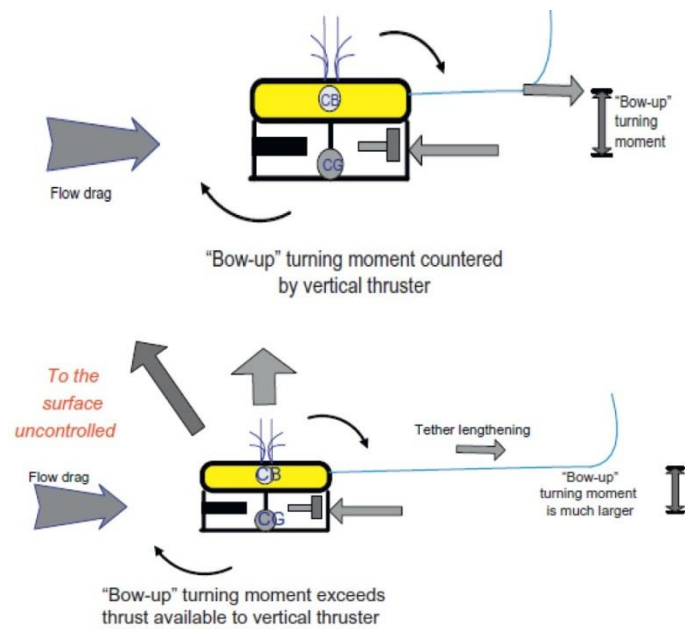 CB
"Bow-up"
turning
moment
CG
Flow drag
"Bow-up" turning moment countered
by vertical thruster
To the
surface
uncontrolled
Tether lengthening
Flow drag
CB
"Bow-up"
turning moment
is much larger
CG
"Bow-up" turning moment exceeds
thrust available to vertical thruster